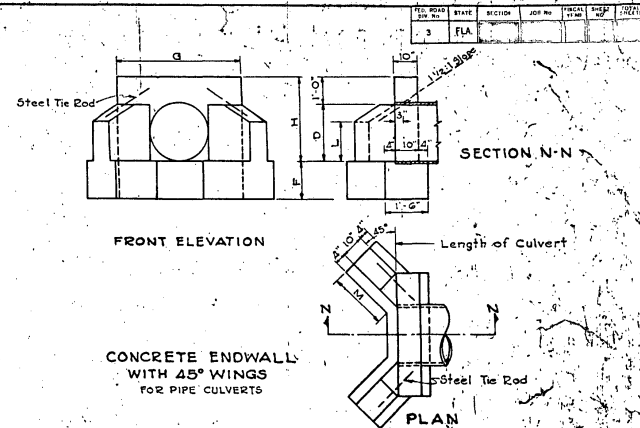 FED. ROAD DIV. No
STATE
SECTION
JOB No
FISCAL YEAR
SHEET NO
TOTAL SHEETS
3
FLA.
G
10"
1½:1 Slope
Steel Tie Rod
1'-0"
H
D
L
F
3"
4" 10" 4"
1'-6"
SECTION N-N
FRONT ELEVATION
4" 10" 4"
45°
Length of Culvert
M
N
N
CONCRETE ENDWALL
WITH 45° WINGS
FOR PIPE CULVERTS
Steel Tie Rod
PLAN